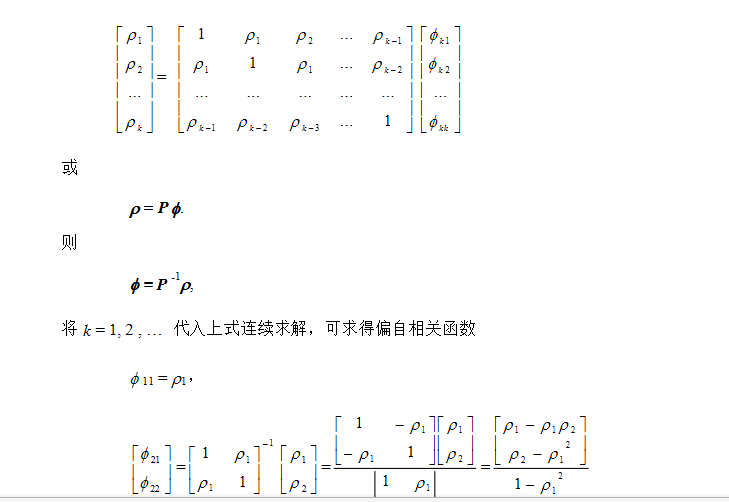 ρ₁ 1 ρ₁ ρ₂ … ρₖ₋₁ ϕₖ₁
ρ₂ = ρ₁ 1 ρ₁ … ρₖ₋₂ ϕₖ₂
… … … … … … …
ρₖ ρₖ₋₁ ρₖ₋₂ ρₖ₋₃ … 1 ϕₖₖ
或
ρ = P ϕ.
则
ϕ = P⁻¹ρ,
将 k = 1, 2 , … 代入上式连续求解，可求得偏自相关函数
ϕ₁₁ = ρ₁，
ϕ₂₁ 1 ρ₁ ⁻¹ ρ₁ 1 − ρ₁ ρ₁ ρ₁ − ρ₁ρ₂
ϕ₂₂ = ρ₁ 1 ρ₂ = − ρ₁ 1 ρ₂ = ρ₂ − ρ₁²
1 ρ₁ 1 − ρ₁²